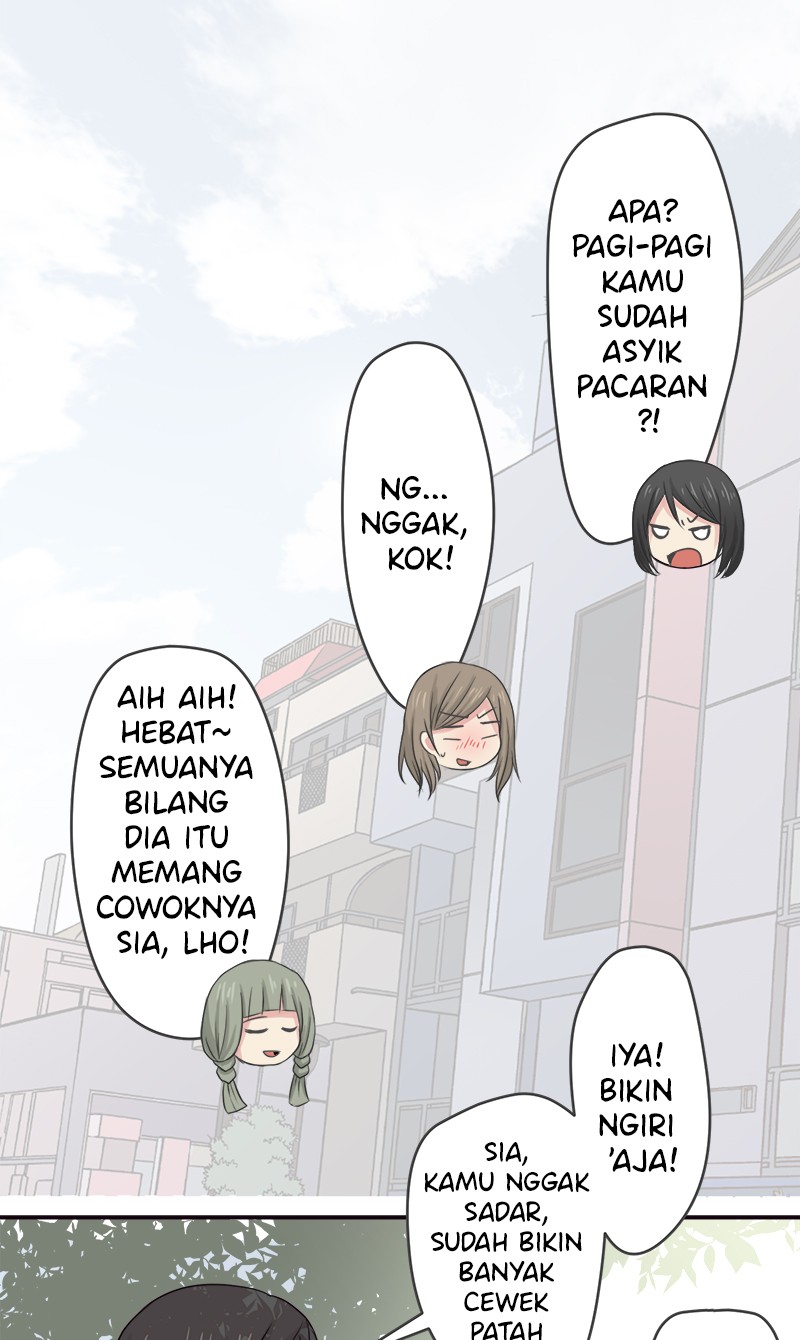 APA?
PAGI-PAGI
KAMU
SUDAH
ASYIK
PACARAN
?!
NG...
NGGAK,
KOK!
AIH AIH!
HEBAT~
SEMUANYA
BILANG
DIA ITU
MEMANG
COWOKNYA
SIA, LHO!
IYA!
BIKIN
NGIRI
'AJA!
SIA,
KAMU NGGAK
SADAR,
SUDAH BIKIN
BANYAK
CEWEK
PATAH